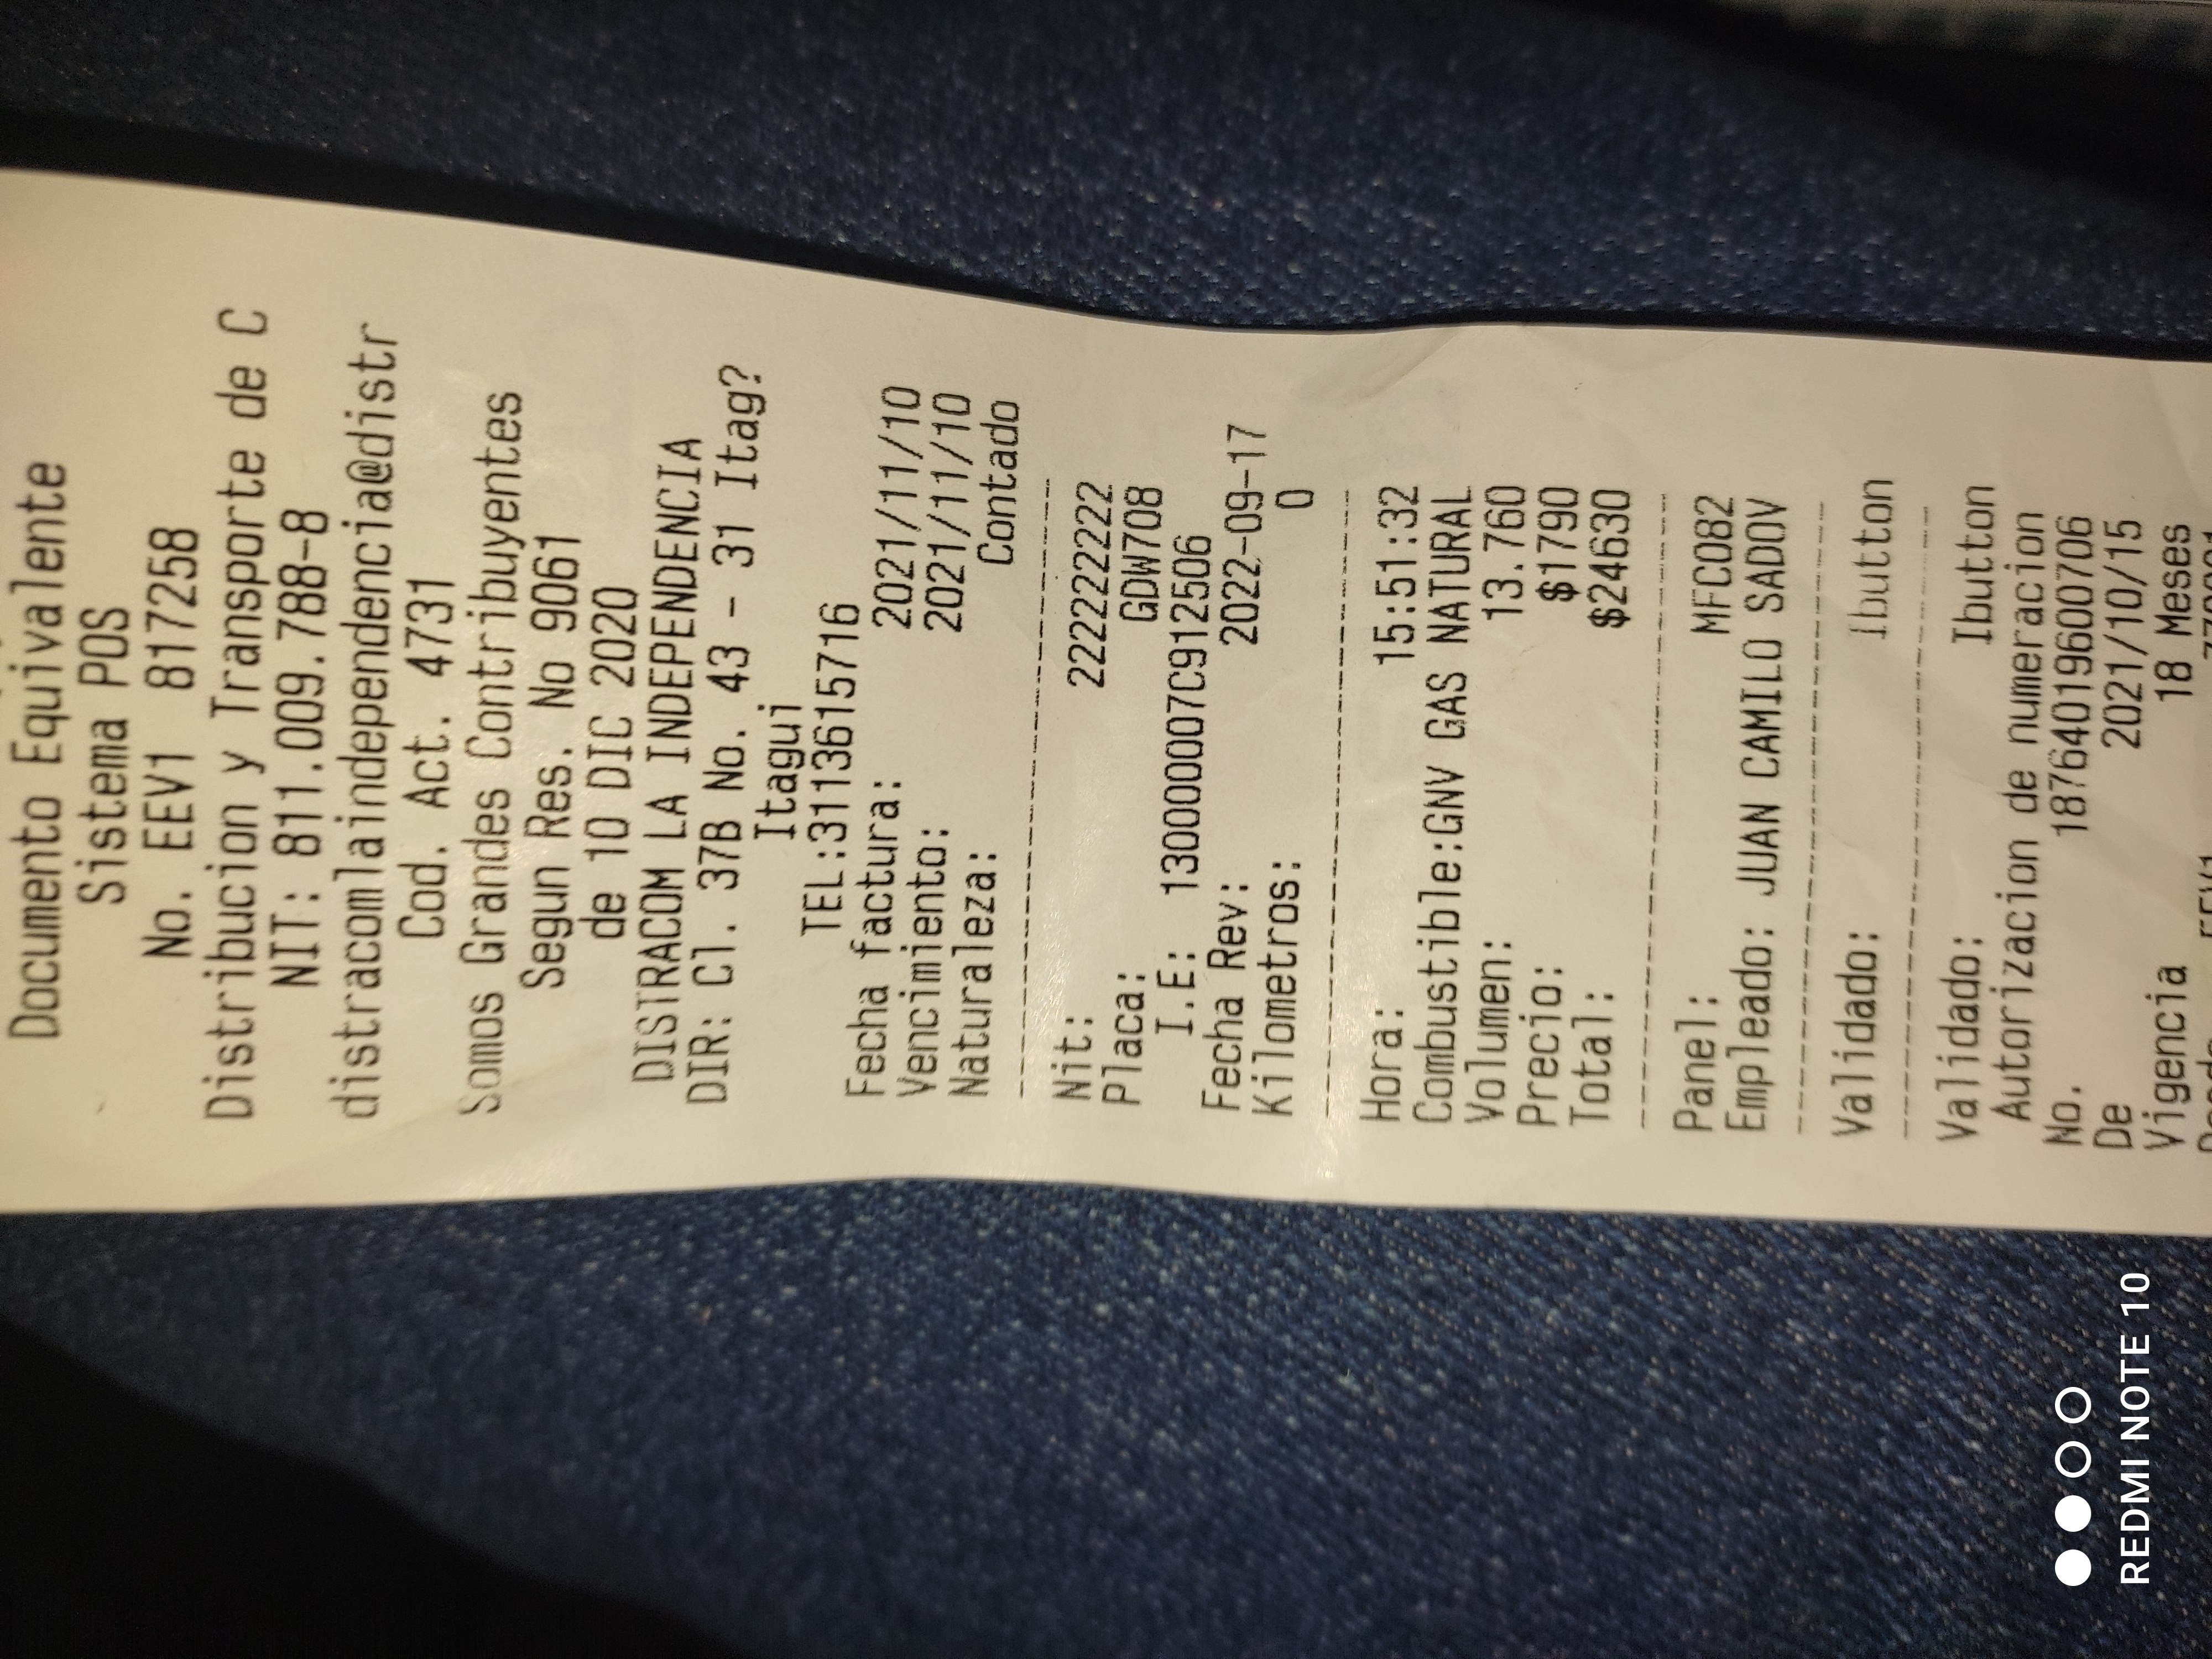 Documento Equivalente
Sistema POS
No. EEV1 817258
Distribucion y Transporte de C
NIT: 811.009.788-8
distracomlaindependencia@distr
Cod. Act. 4731
Somos Grandes Contribuyentes
Segun Res. No 9061
de 10 DIC 2020
DISTRACOM LA INDEPENDENCIA
DIR: Cl. 37B No. 43 - 31 Itag?
Itagui
TEL:3113615716
Fecha factura: 2021/11/10
Vencimiento: 2021/11/10
Naturaleza: Contado
Nit: 222222222222
Placa: GDW708
I.E: 1300000007C912506
Fecha Rev: 2022-09-17
Kilometros: 0
Hora: 15:51:32
Combustible:GNV GAS NATURAL
Volumen: 13.760
Precio: $1790
Total: $24630
Panel: MFC082
Empleado: JUAN CAMILO SADOV
Validado: Ibutton
Validado: Ibutton
Autorizacion de numeracion
No. 18764019600706
De 2021/10/15
Vigencia 18 Meses
REDMI NOTE 10